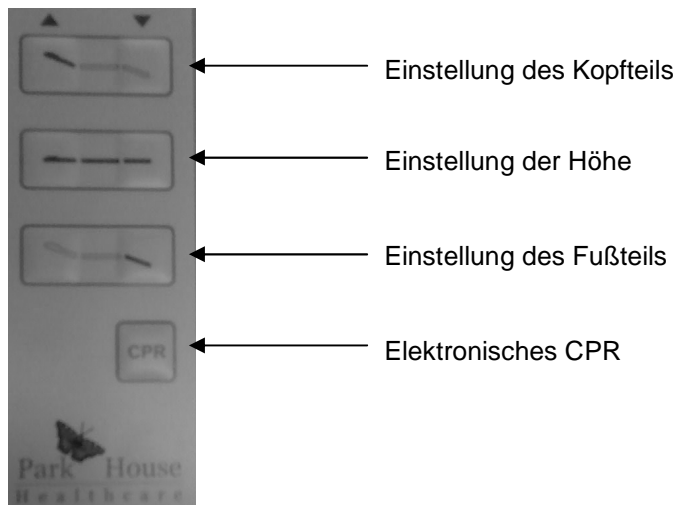 Einstellung des Kopfteils
Einstellung der Höhe
Einstellung des Fußteils
CPR
Elektronisches CPR
Park House
Healthcare